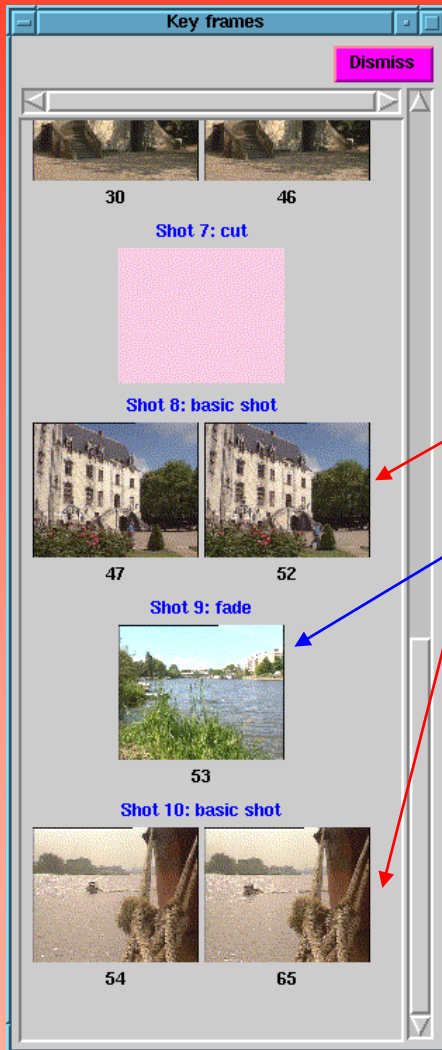 Key frames
Dismiss
30 46
Shot 7: cut
Shot 8: basic shot
47 52
Shot 9: fade
53
Shot 10: basic shot
54 65